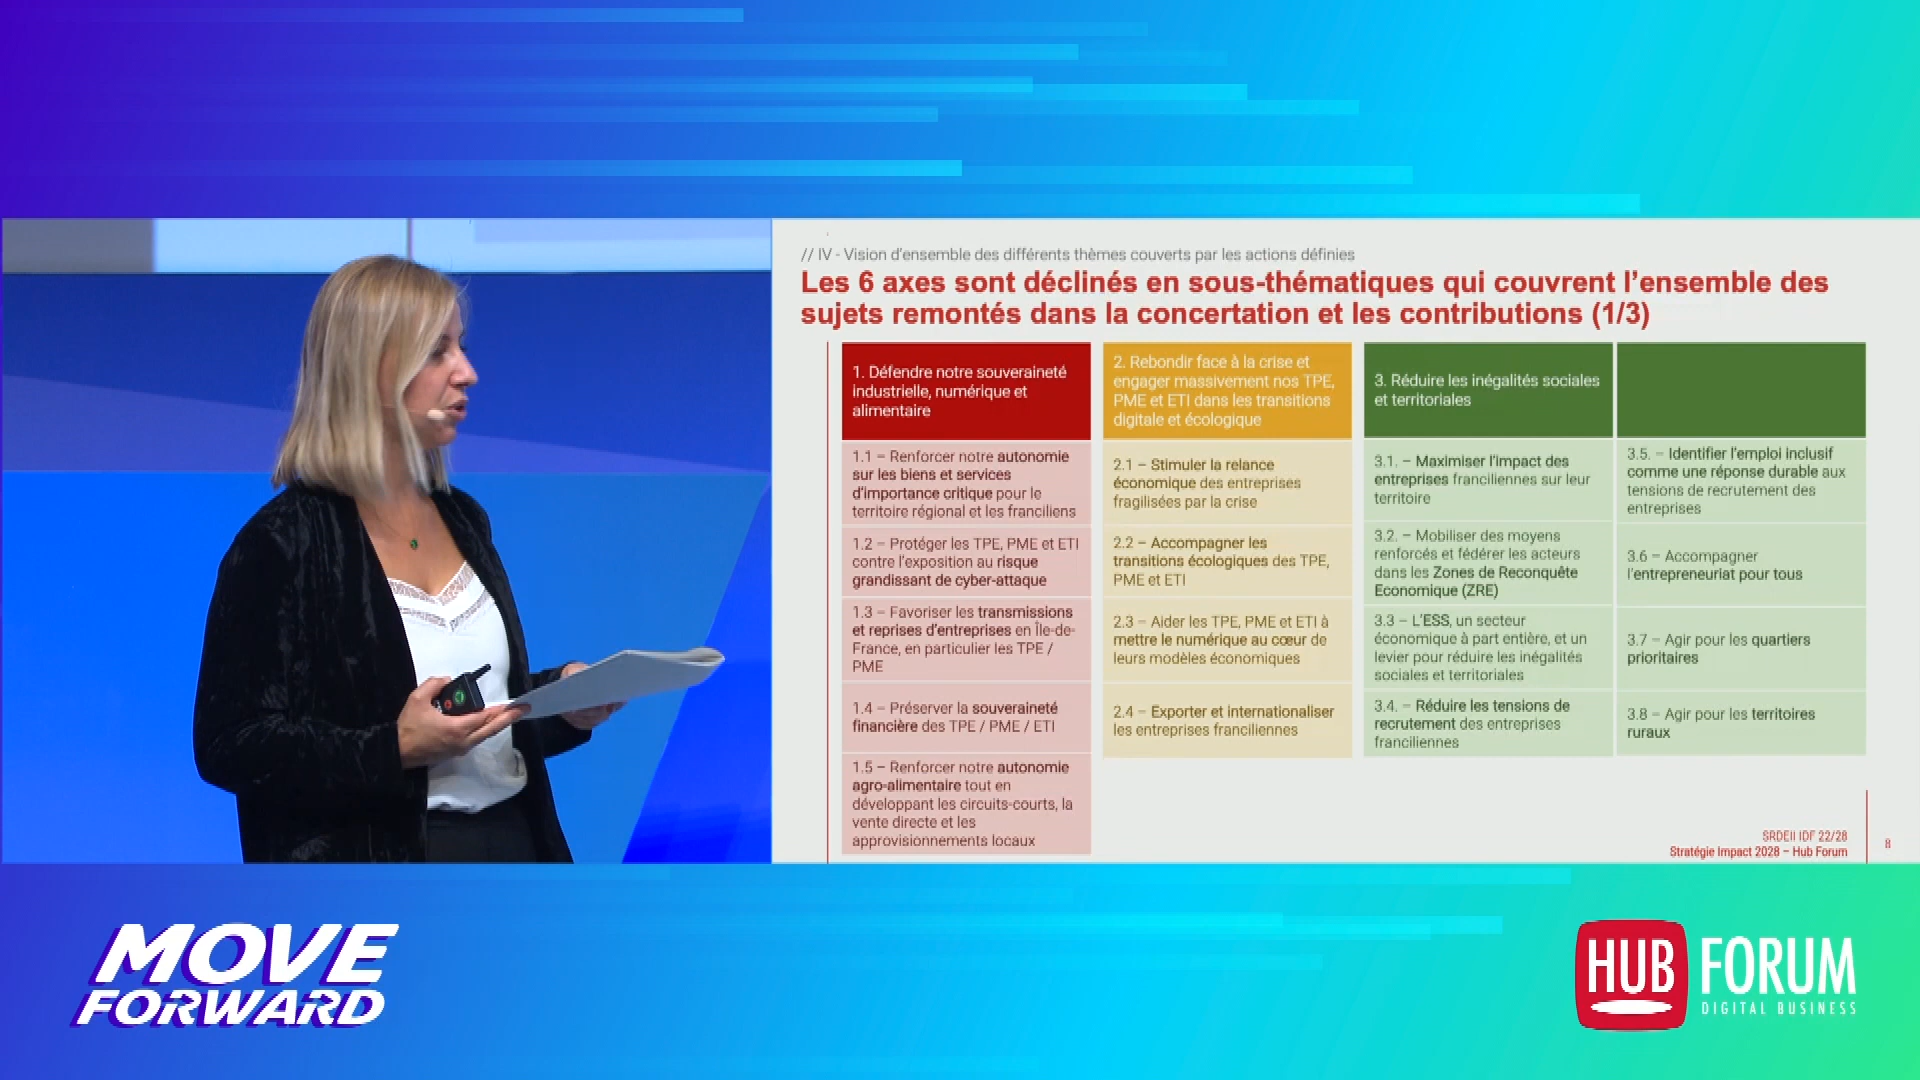 // IV - Vision d'ensemble des différents thèmes couverts par les actions définies
Les 6 axes sont déclinés en sous-thématiques qui couvrent l'ensemble des
sujets remontés dans la concertation et les contributions (1/3)
1. Défendre notre souveraineté
industrielle, numérique et
alimentaire
1.1 – Renforcer notre autonomie
sur les biens et services
d'importance critique pour le
territoire régional et les franciliens
1.2 – Protéger les TPE, PME et ETI
contre l'exposition au risque
grandissant de cyber-attaque
1.3 – Favoriser les transmissions
et reprises d'entreprises en Île-de-
France, en particulier les TPE /
PME
1.4 – Préserver la souveraineté
financière des TPE / PME / ETI
1.5 – Renforcer notre autonomie
agro-alimentaire tout en
développant les circuits-courts, la
vente directe et les
approvisionnements locaux
2. Rebondir face à la crise et
engager massivement nos TPE,
PME et ETI dans les transitions
digitale et écologique
2.1 – Stimuler la relance
économique des entreprises
fragilisées par la crise
2.2 – Accompagner les
transitions écologiques des TPE,
PME et ETI
2.3 – Aider les TPE, PME et ETI à
mettre le numérique au cœur de
leurs modèles économiques
2.4 – Exporter et internationaliser
les entreprises franciliennes
3. Réduire les inégalités sociales
et territoriales
3.1. – Maximiser l'impact des
entreprises franciliennes sur leur
territoire
3.2. – Mobiliser des moyens
renforcés et fédérer les acteurs
dans les Zones de Reconquête
Economique (ZRE)
3.3 – L'ESS, un secteur
économique à part entière, et un
levier pour réduire les inégalités
sociales et territoriales
3.4. – Réduire les tensions de
recrutement des entreprises
franciliennes
3.5. – Identifier l'emploi inclusif
comme une réponse durable aux
tensions de recrutement des
entreprises
3.6 – Accompagner
l'entrepreneuriat pour tous
3.7 – Agir pour les quartiers
prioritaires
3.8 – Agir pour les territoires
ruraux
SRDEII IDF 22/28
Stratégie Impact 2028 – Hub Forum
8
MOVE
FORWARD
HUB FORUM
DIGITAL BUSINESS